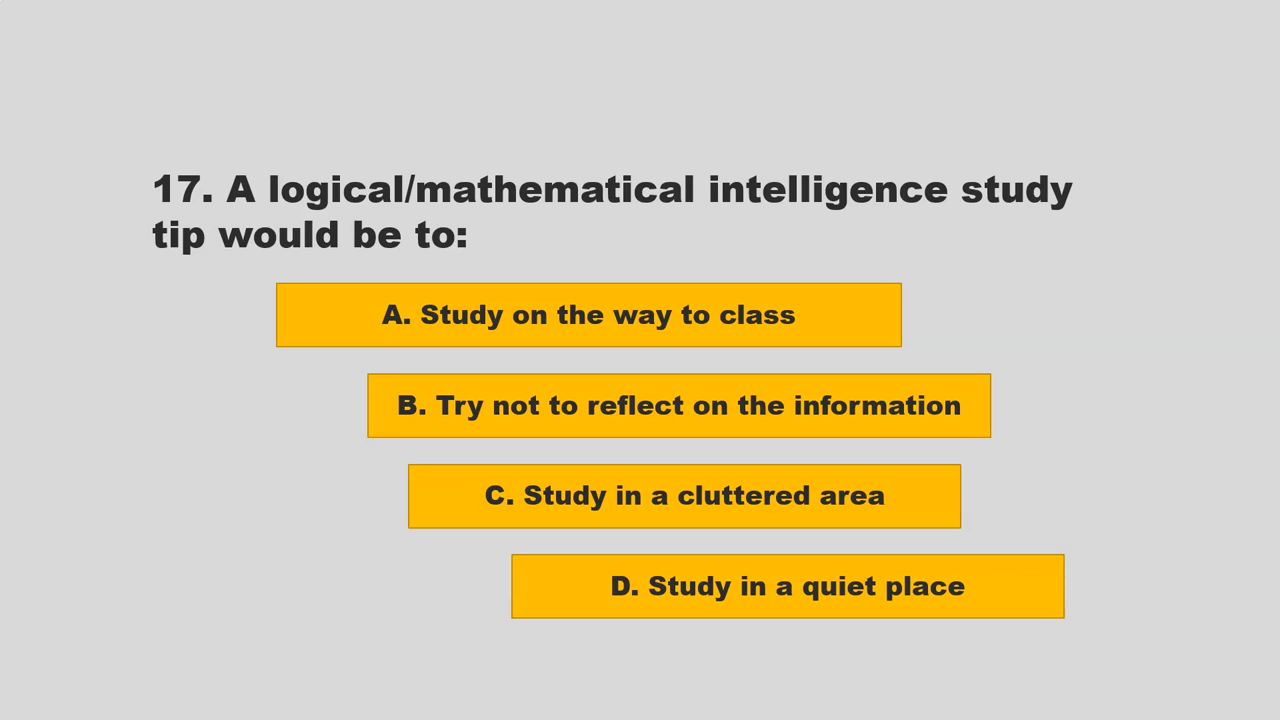 17. A logical/mathematical intelligence study
tip would be to:
A. Study on the way to class
B. Try not to reflect on the information
C. Study in a cluttered area
D. Study in a quiet place